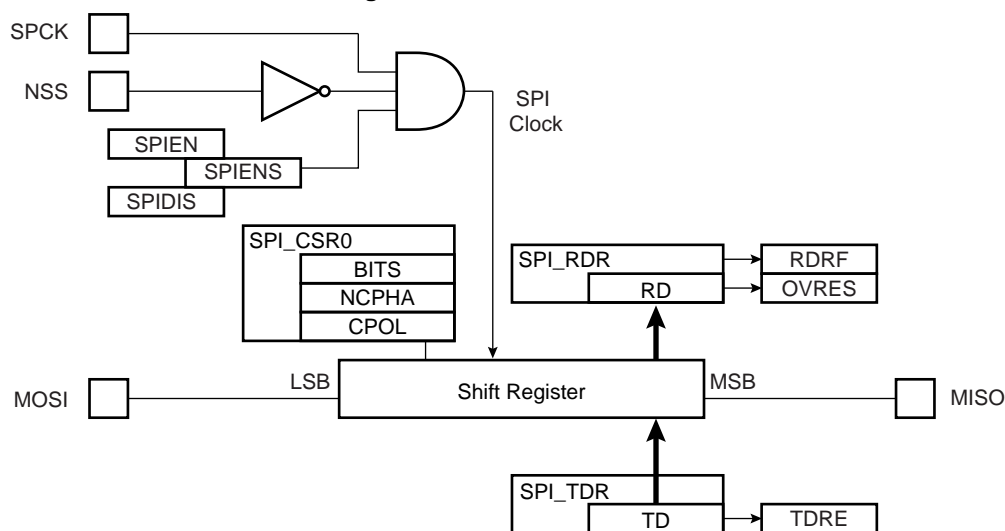 SPCK
NSS
SPI
Clock
SPIEN
SPIENS
SPIDIS
SPI_CSR0
BITS
NCPHA
CPOL
SPI_RDR
RD
RDRF
OVRES
LSB
Shift Register
MSB
MOSI
MISO
SPI_TDR
TD
TDRE